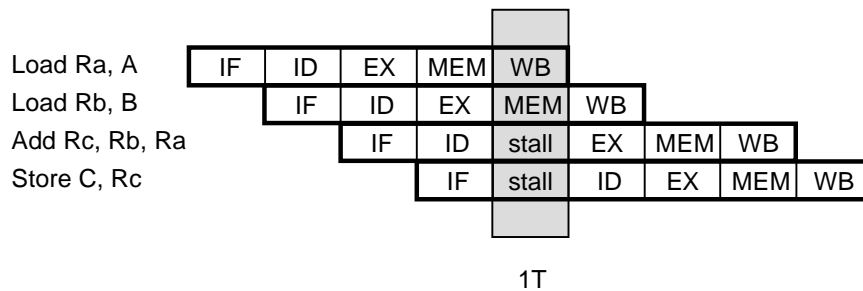 Load Ra, A IF ID EX MEM WB
Load Rb, B IF ID EX MEM WB
Add Rc, Rb, Ra IF ID stall EX MEM WB
Store C, Rc IF stall ID EX MEM WB
1T